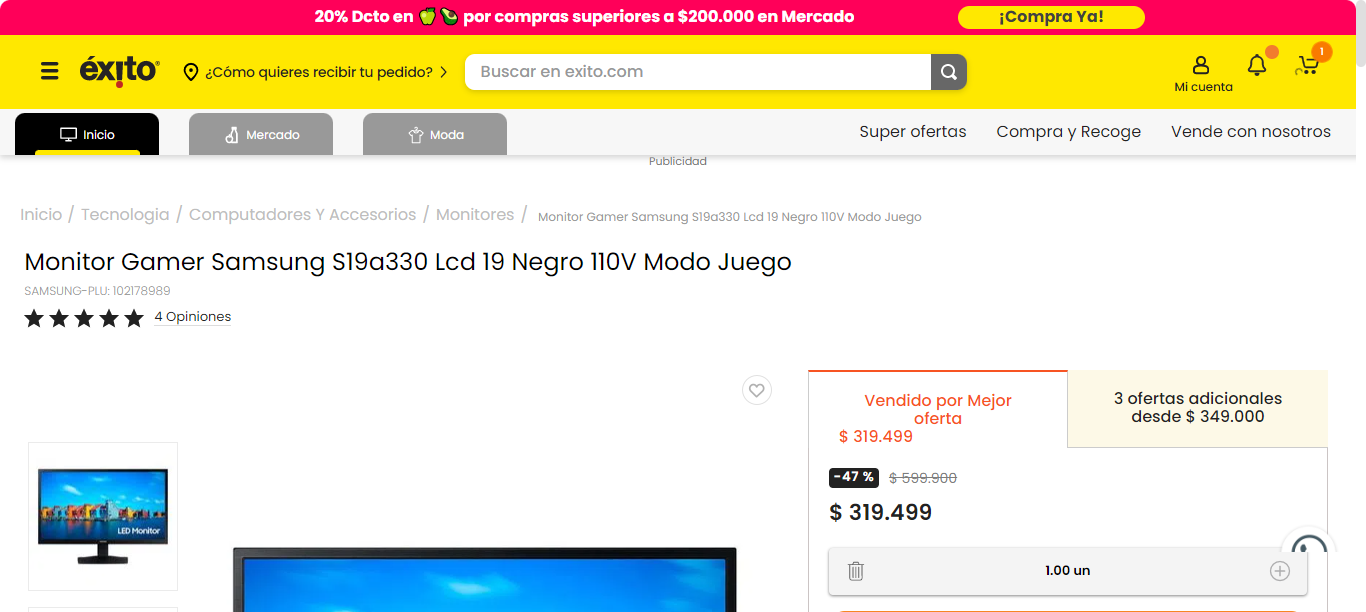 20% Dcto en 🍏🥑 por compras superiores a $200.000 en Mercado
¡Compra Ya!
éxito
¿Cómo quieres recibir tu pedido?
Buscar en exito.com
Mi cuenta
1
Inicio
Mercado
Moda
Super ofertas
Compra y Recoge
Vende con nosotros
Publicidad
Inicio / Tecnologia / Computadores Y Accesorios / Monitores / Monitor Gamer Samsung S19a330 Lcd 19 Negro 110V Modo Juego
Monitor Gamer Samsung S19a330 Lcd 19 Negro 110V Modo Juego
SAMSUNG-PLU: 102178989
4 Opiniones
Vendido por Mejor
oferta
$ 319.499
3 ofertas adicionales
desde $ 349.000
-47 % $ 599.900
$ 319.499
LED Monitor
1.00 un